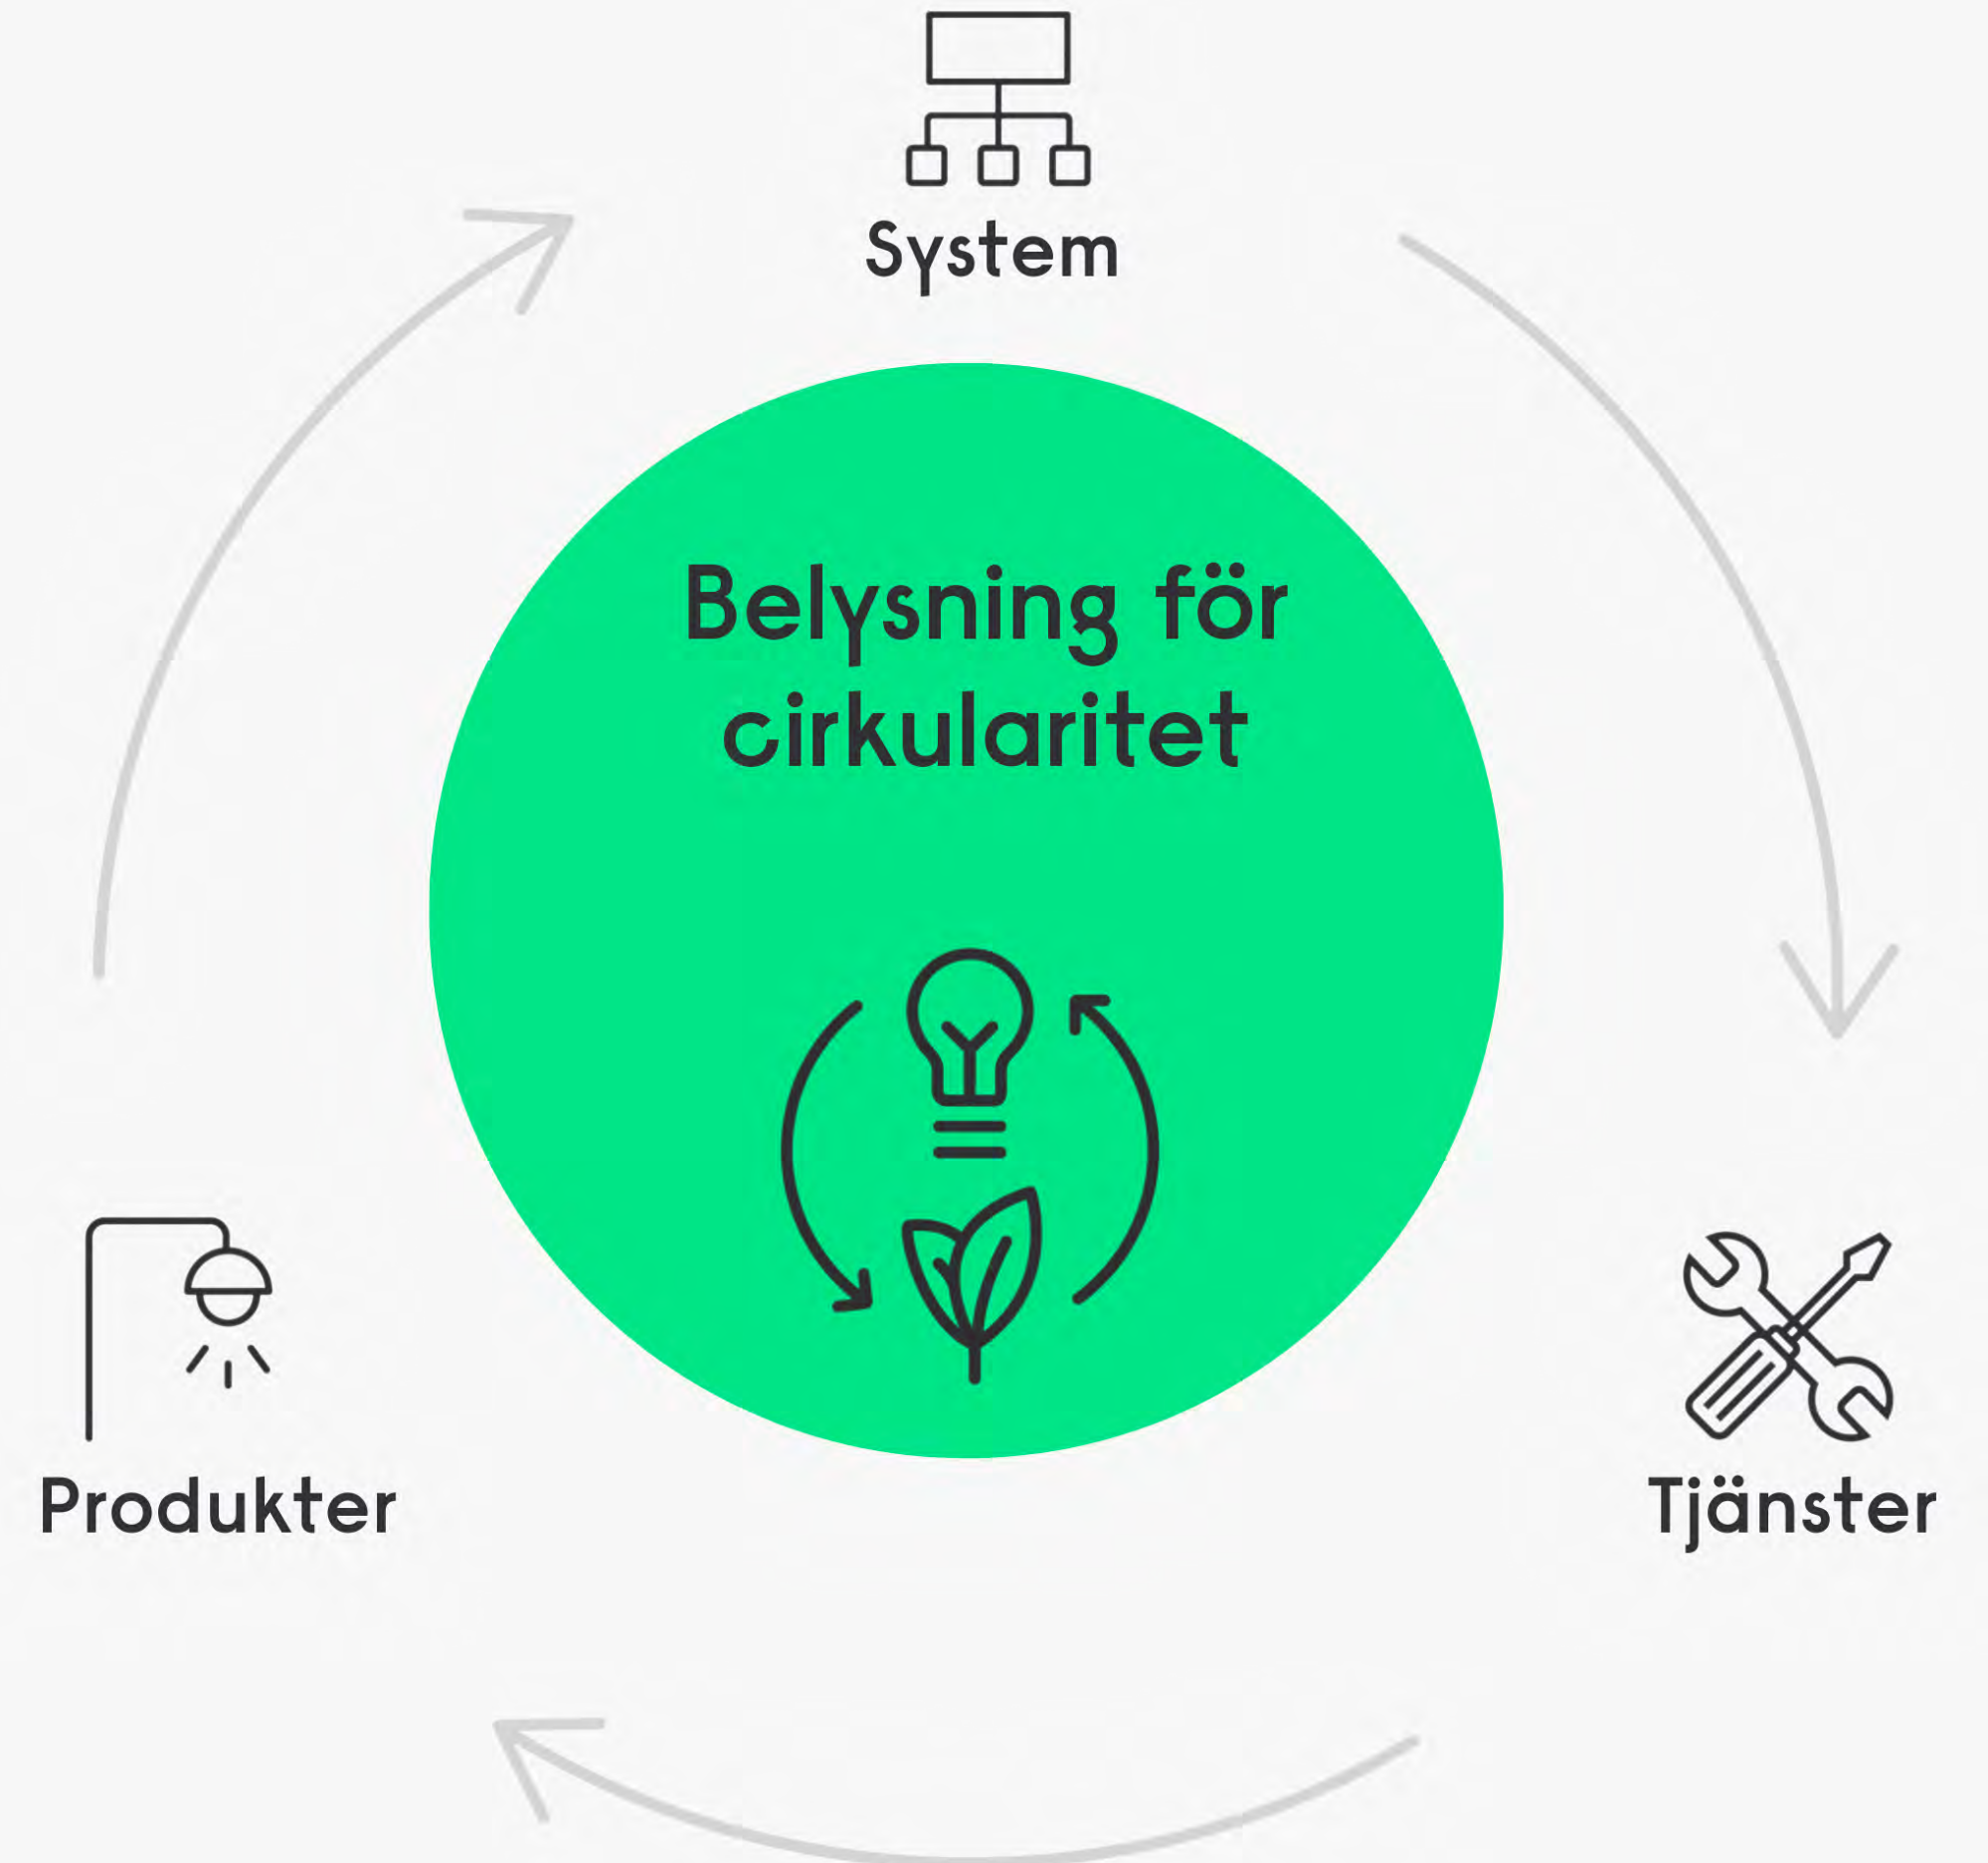 System
Belysning för
cirkularitet
Produkter
Tjänster